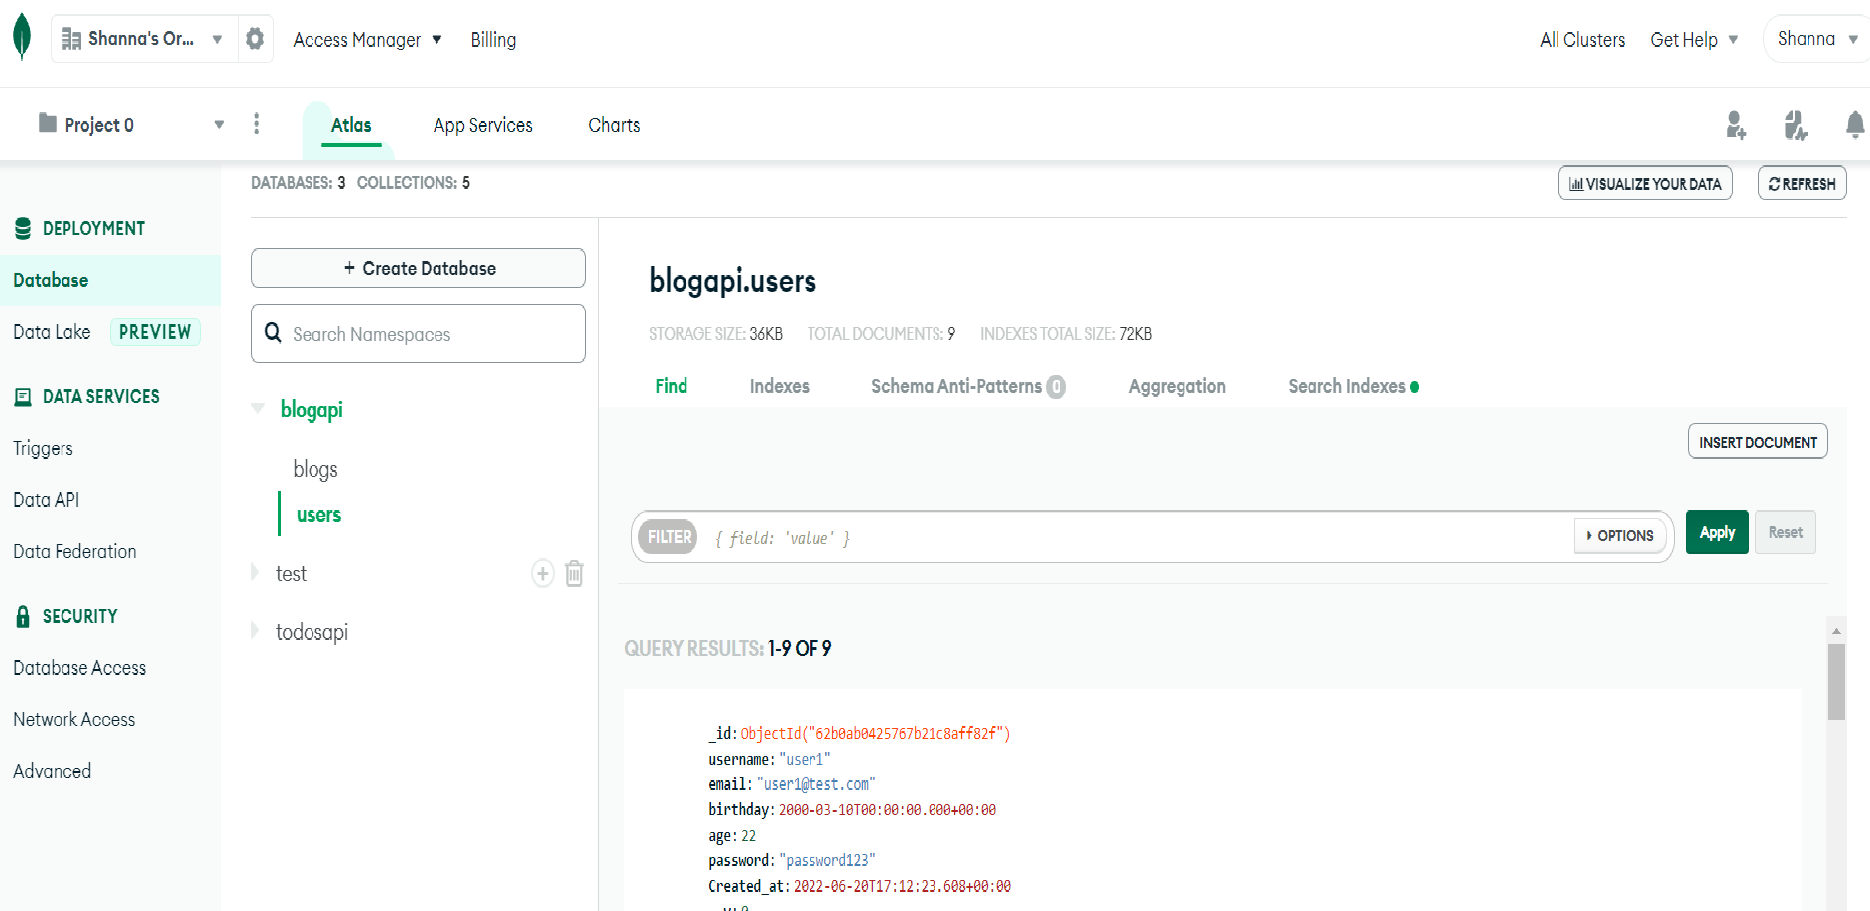 Shanna's Or...
Access Manager
Billing
All Clusters
Get Help
Shanna
Project 0
Atlas
App Services
Charts
DATABASES: 3 COLLECTIONS: 5
VISUALIZE YOUR DATA
REFRESH
DEPLOYMENT
Database
Data Lake PREVIEW
DATA SERVICES
Triggers
Data API
Data Federation
SECURITY
Database Access
Network Access
Advanced
+ Create Database
Search Namespaces
blogapi
blogs
users
test
todosapi
blogapi.users
STORAGE SIZE: 36KB TOTAL DOCUMENTS: 9 INDEXES TOTAL SIZE: 72KB
Find
Indexes
Schema Anti-Patterns 0
Aggregation
Search Indexes
INSERT DOCUMENT
FILTER { field: 'value' }
OPTIONS
Apply
Reset
QUERY RESULTS: 1-9 OF 9
_id: ObjectId("62b0ab0425767b21c8aff82f")
username: "user1"
email: "user1@test.com"
birthday: 2000-03-10T00:00:00.000+00:00
age: 22
password: "password123"
Created_at: 2022-06-20T17:12:23.608+00:00